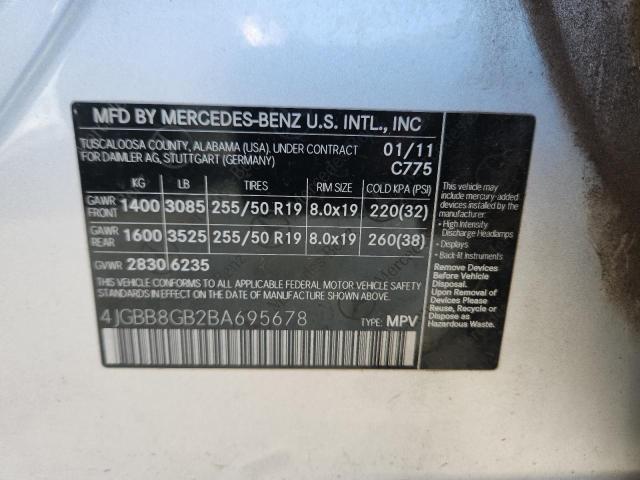 MFD BY MERCEDES-BENZ U.S. INTL., INC
TUSCALOOSA COUNTY, ALABAMA (USA). UNDER CONTRACT
FOR DAIMLER AG, STUTTGART (GERMANY)
01/11
C775
KG LB TIRES RIM SIZE COLD KPA (PSI)
GAWR FRONT 1400 3085 255/50 R19 8.0x19 220(32)
GAWR REAR 1600 3525 255/50 R19 8.0x19 260(38)
GVWR 2830 6235
THIS VEHICLE CONFORMS TO ALL APPLICABLE FEDERAL MOTOR VEHICLE SAFETY
STANDARDS IN EFFECT ON THE DATE OF MANUFACTURE SHOWN ABOVE.
4JGBB8GB2BA695678
TYPE: MPV
This vehicle may
include mercury-added
devices installed by the
manufacturer:
• High Intensity
Discharge Headlamps
• Displays
• Back-lit Instruments
Remove Devices
Before Vehicle
Disposal.
Upon Removal of
Devices Please
Reuse, Recycle
or Dispose as
Hazardous Waste.